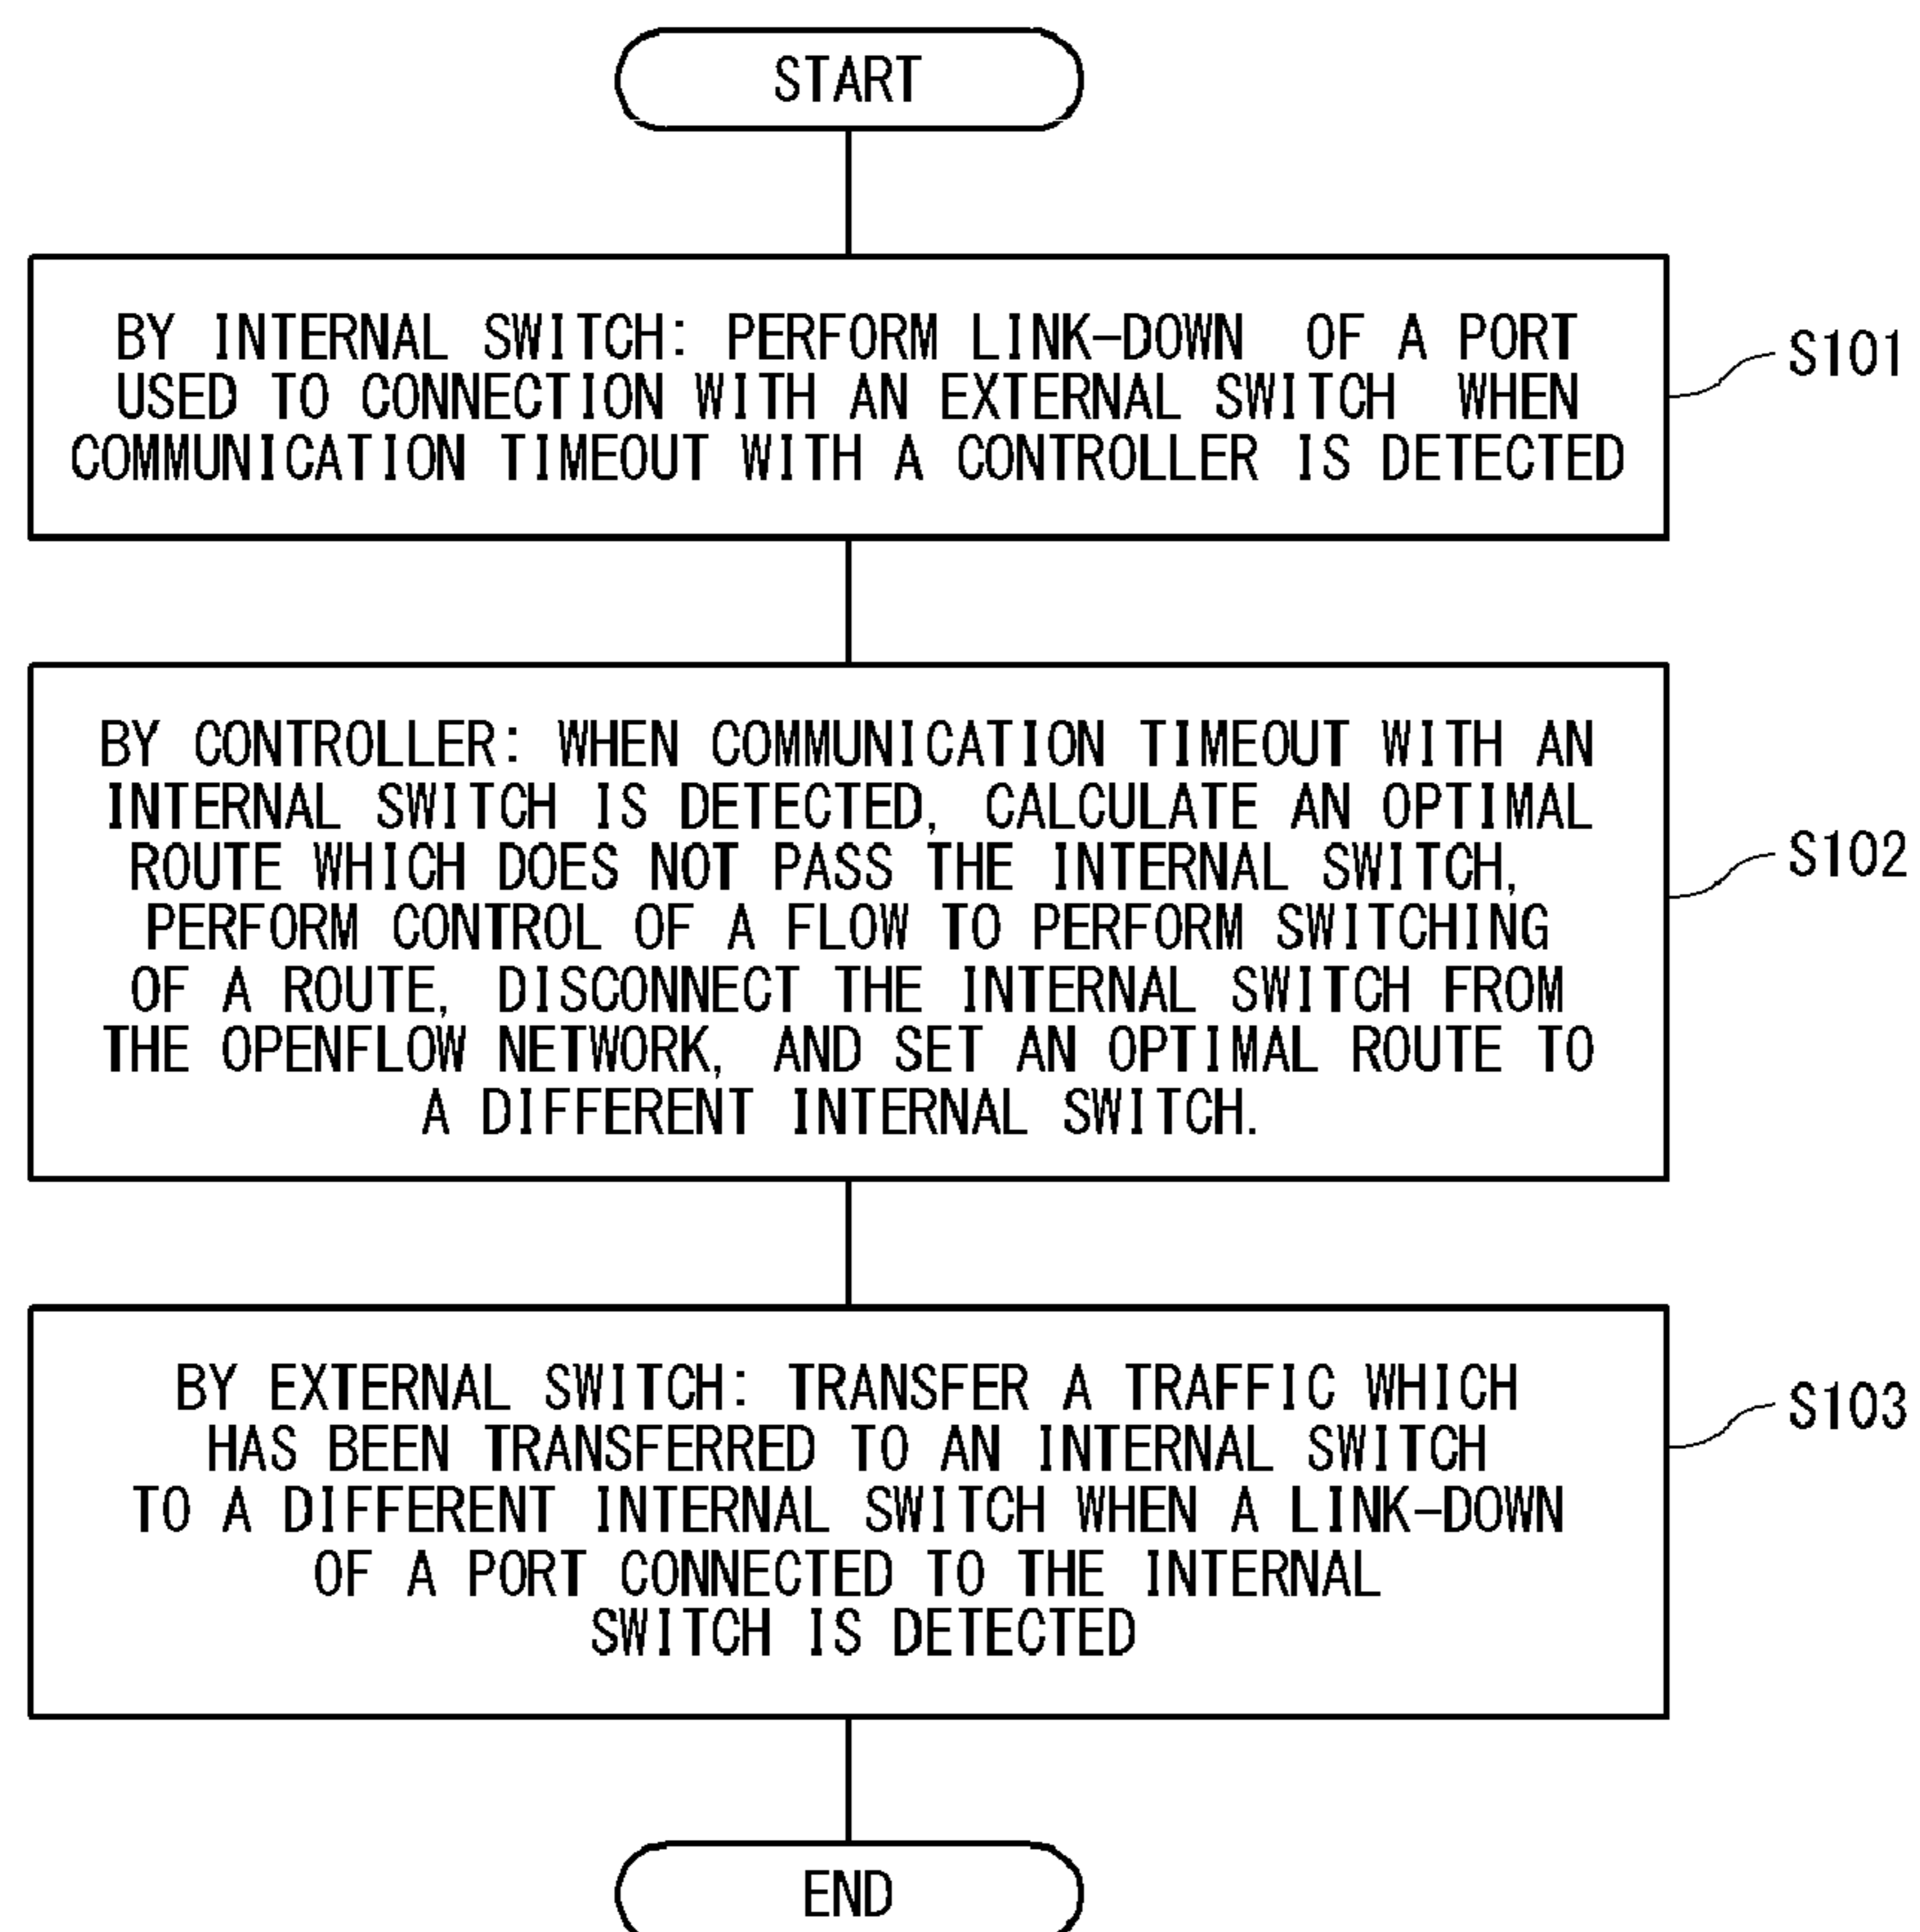 START
BY INTERNAL SWITCH: PERFORM LINK-DOWN OF A PORT
USED TO CONNECTION WITH AN EXTERNAL SWITCH WHEN
COMMUNICATION TIMEOUT WITH A CONTROLLER IS DETECTED
S101
BY CONTROLLER: WHEN COMMUNICATION TIMEOUT WITH AN
INTERNAL SWITCH IS DETECTED, CALCULATE AN OPTIMAL
ROUTE WHICH DOES NOT PASS THE INTERNAL SWITCH,
PERFORM CONTROL OF A FLOW TO PERFORM SWITCHING
OF A ROUTE, DISCONNECT THE INTERNAL SWITCH FROM
THE OPENFLOW NETWORK, AND SET AN OPTIMAL ROUTE TO
A DIFFERENT INTERNAL SWITCH.
S102
BY EXTERNAL SWITCH: TRANSFER A TRAFFIC WHICH
HAS BEEN TRANSFERRED TO AN INTERNAL SWITCH
TO A DIFFERENT INTERNAL SWITCH WHEN A LINK-DOWN
OF A PORT CONNECTED TO THE INTERNAL
SWITCH IS DETECTED
S103
END